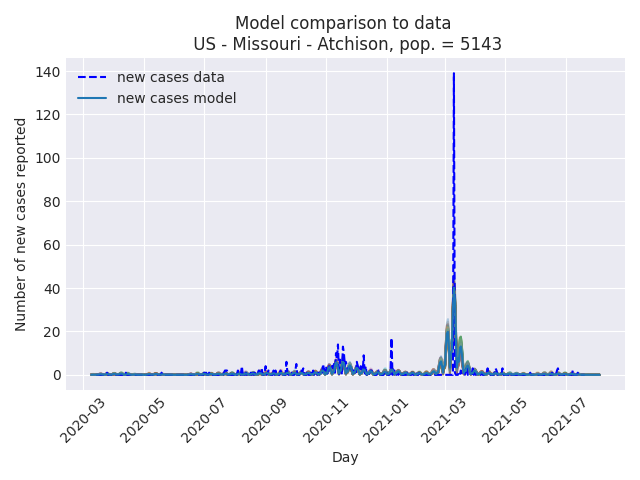 Model comparison to data
US - Missouri - Atchison, pop. = 5143
new cases data
new cases model
Number of new cases reported
140
120
100
80
60
40
20
0
2020-03
2020-05
2020-07
2020-09
2020-11
2021-01
2021-03
2021-05
2021-07
Day